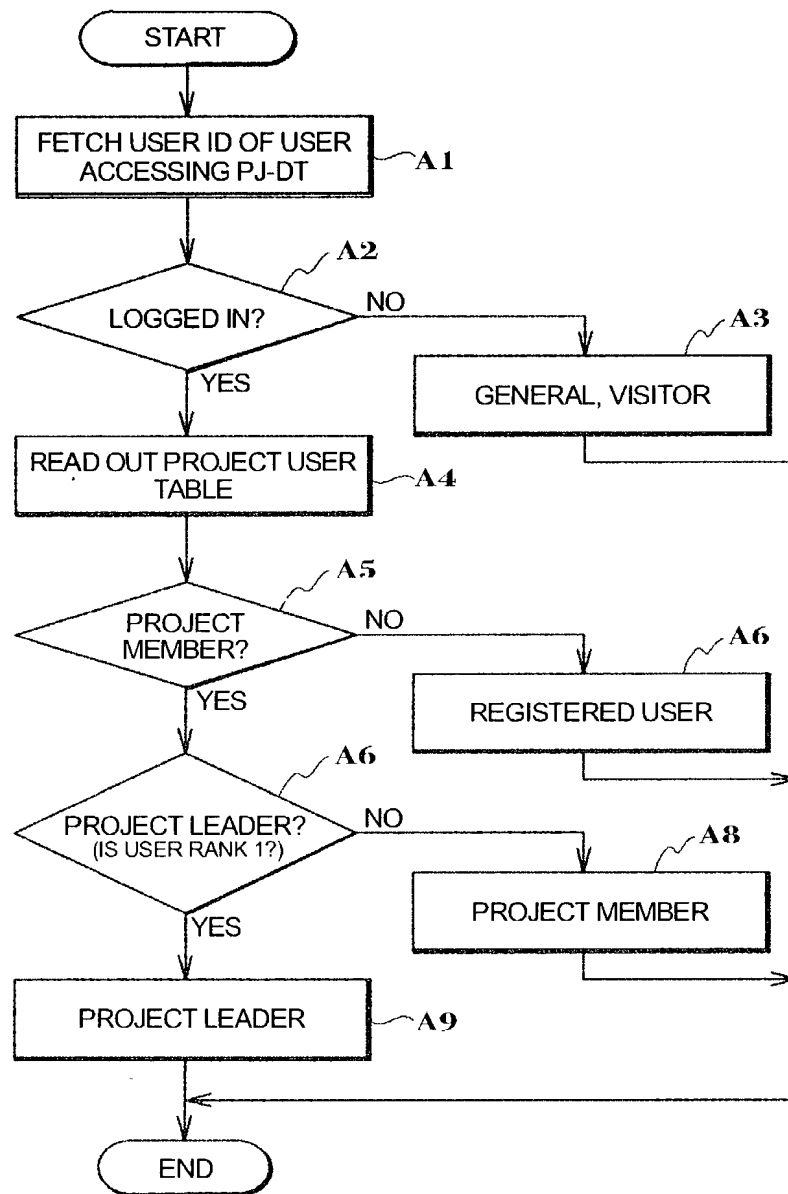 START
FETCH USER ID OF USER
ACCESSING PJ-DT
A1
A2
LOGGED IN?
NO
YES
A3
GENERAL, VISITOR
READ OUT PROJECT USER
TABLE
A4
A5
PROJECT
MEMBER?
NO
YES
A6
REGISTERED USER
A6
PROJECT LEADER?
(IS USER RANK 1?)
NO
YES
A8
PROJECT MEMBER
PROJECT LEADER
A9
END